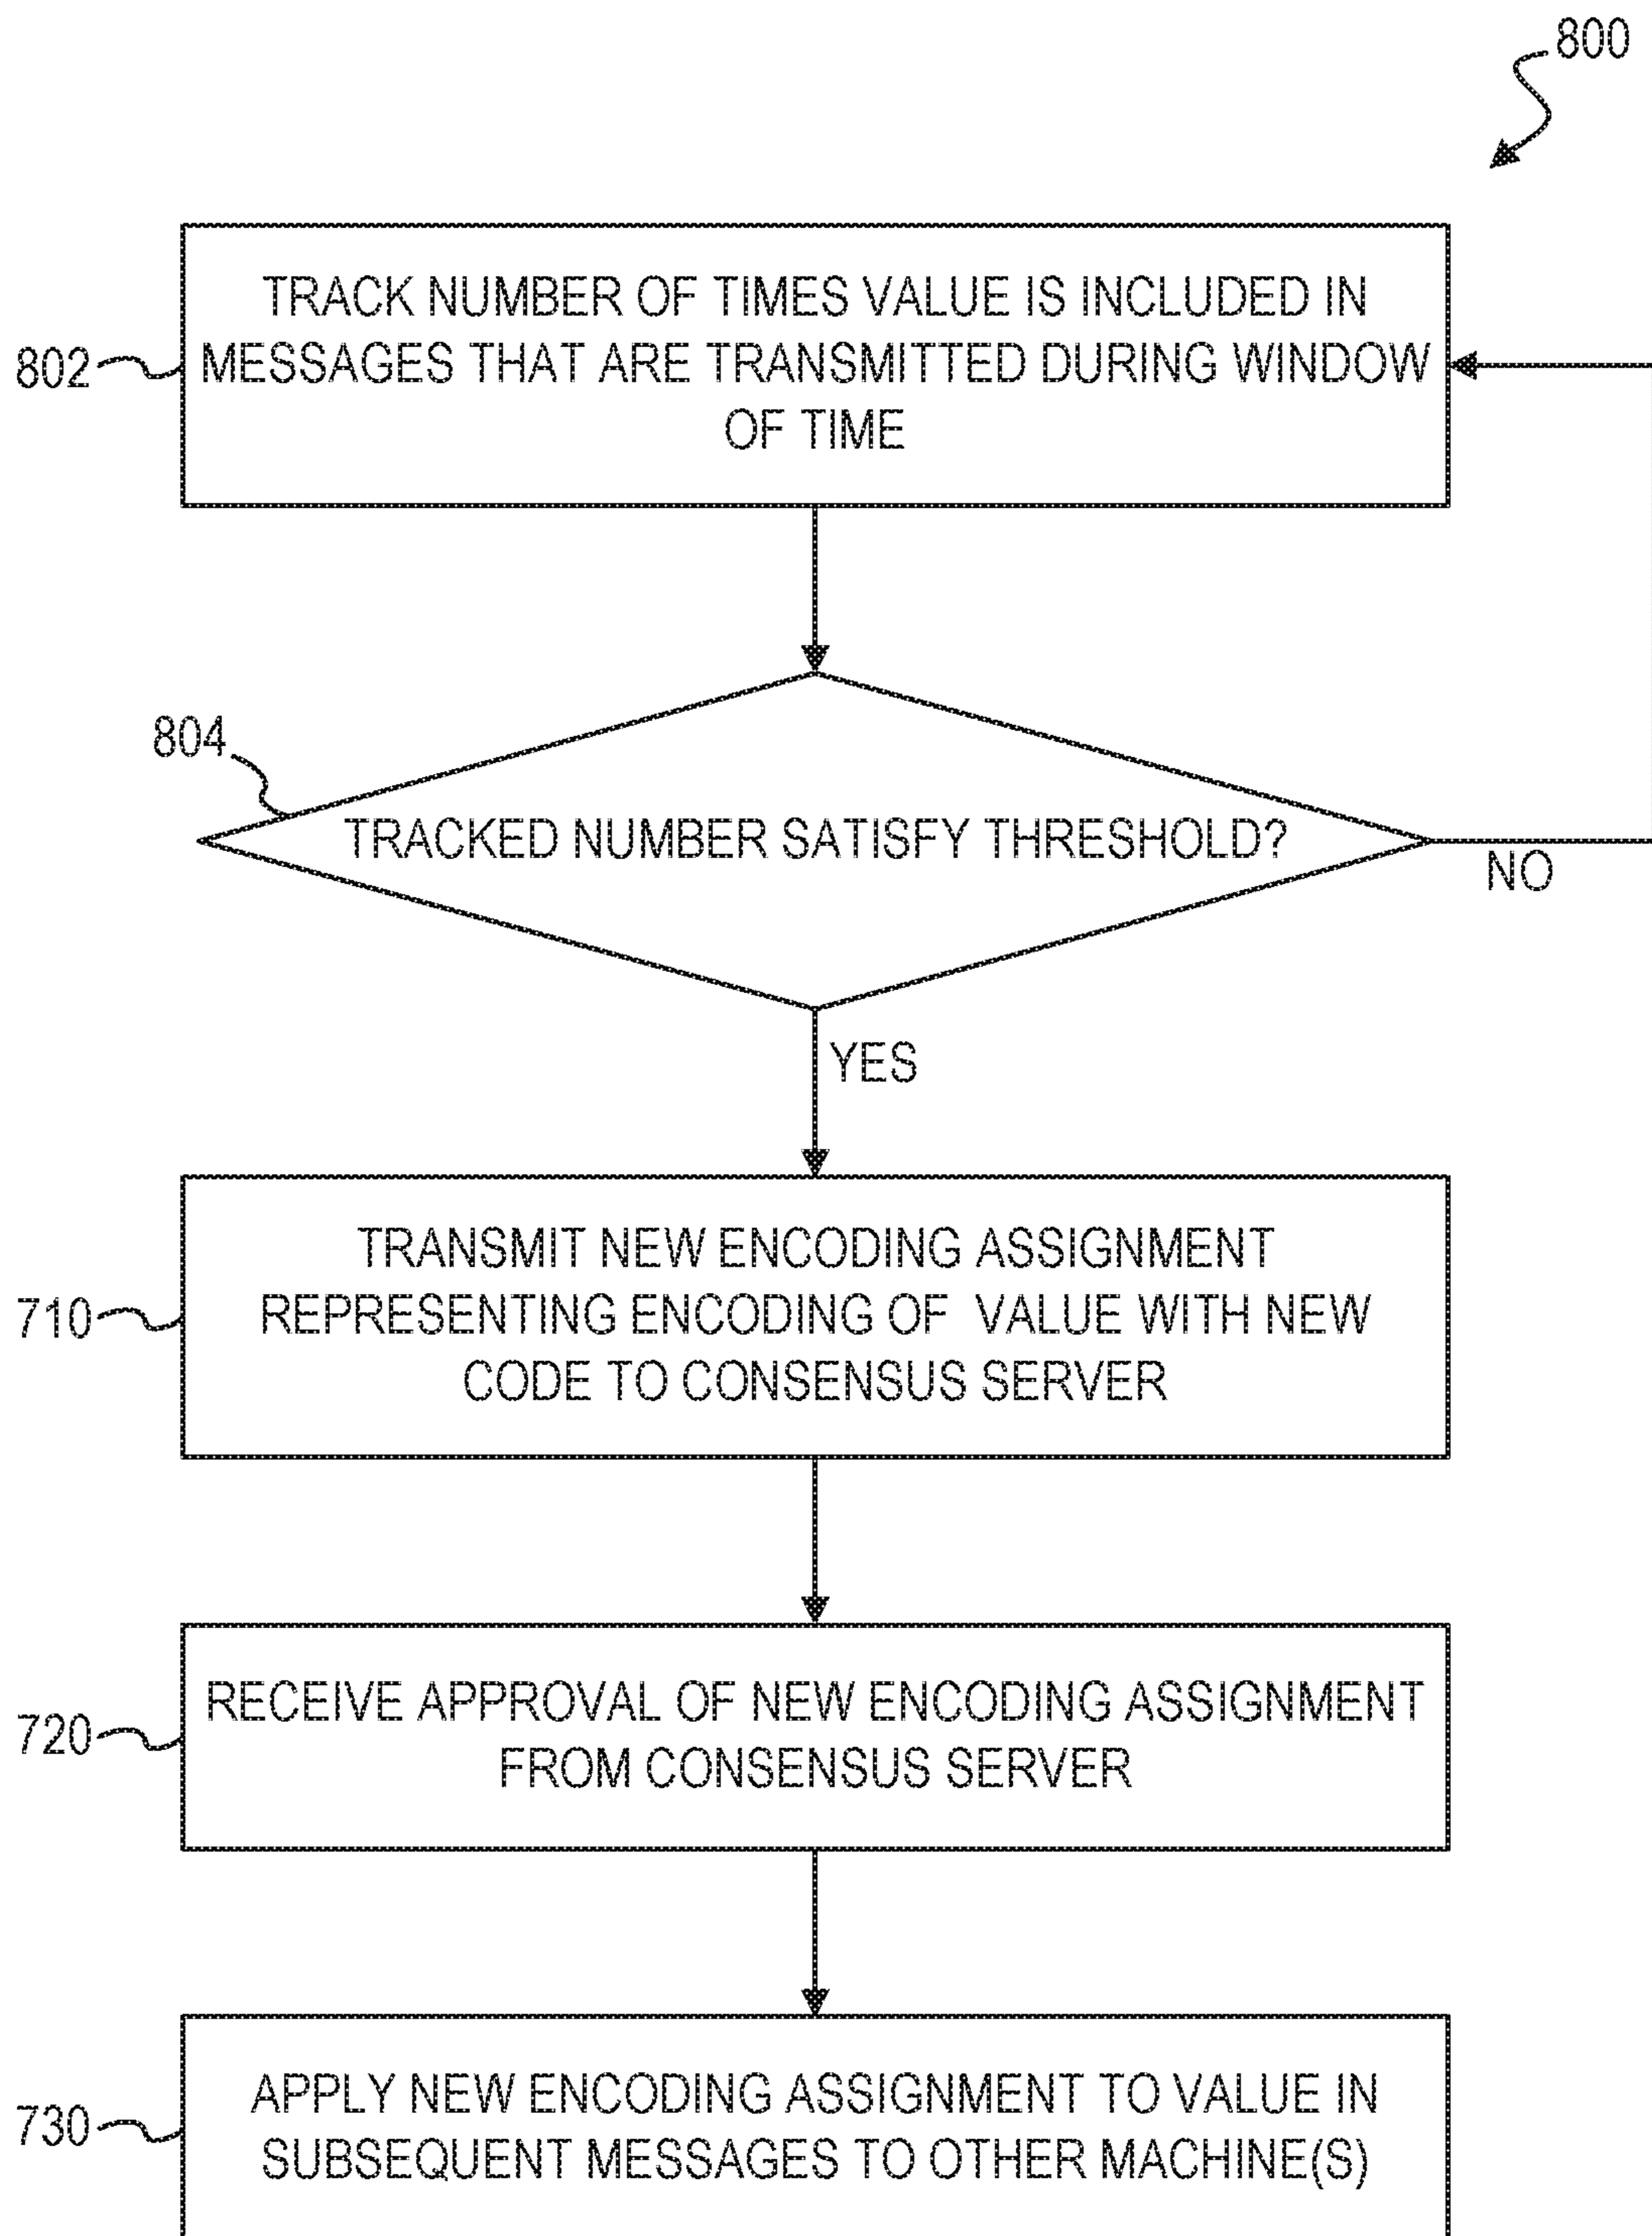 800
TRACK NUMBER OF TIMES VALUE IS INCLUDED IN
802
MESSAGES THAT ARE TRANSMITTED DURING WINDOW
OF TIME
804
TRACKED NUMBER SATISFY THRESHOLD?
NO
YES
TRANSMIT NEW ENCODING ASSIGNMENT
710
REPRESENTING ENCODING OF VALUE WITH NEW
CODE TO CONSENSUS SERVER
RECEIVE APPROVAL OF NEW ENCODING ASSIGNMENT
720
FROM CONSENSUS SERVER
APPLY NEW ENCODING ASSIGNMENT TO VALUE IN
730
SUBSEQUENT MESSAGES TO OTHER MACHINE(S)